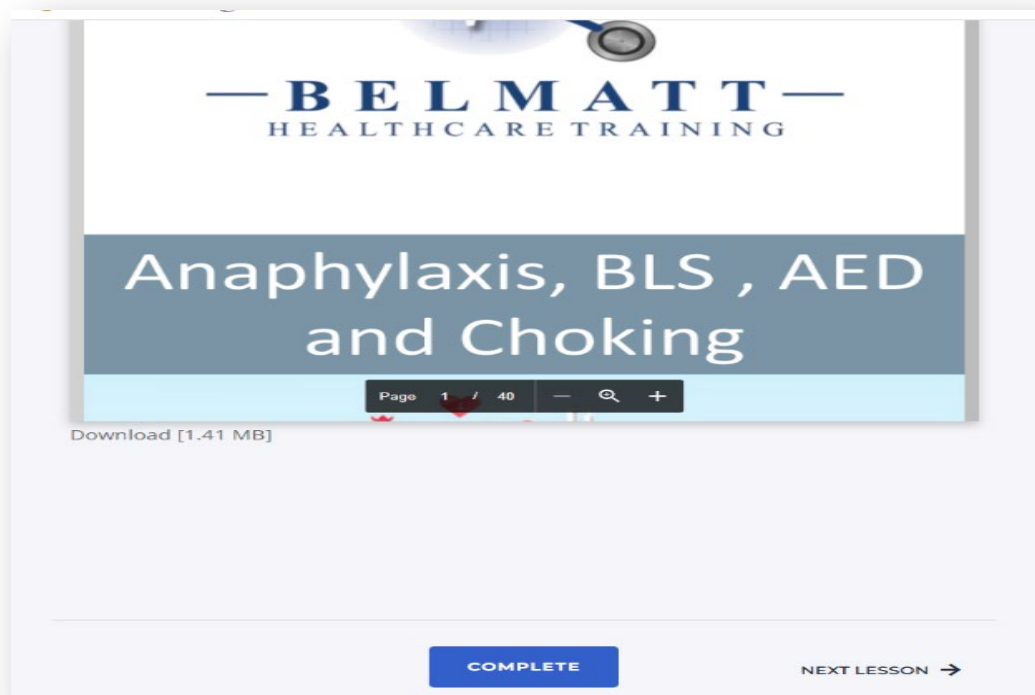 BELMATT
HEALTHCARE TRAINING
Anaphylaxis, BLS , AED
and Choking
Page 1 / 40
Download [1.41 MB]
COMPLETE
NEXT LESSON